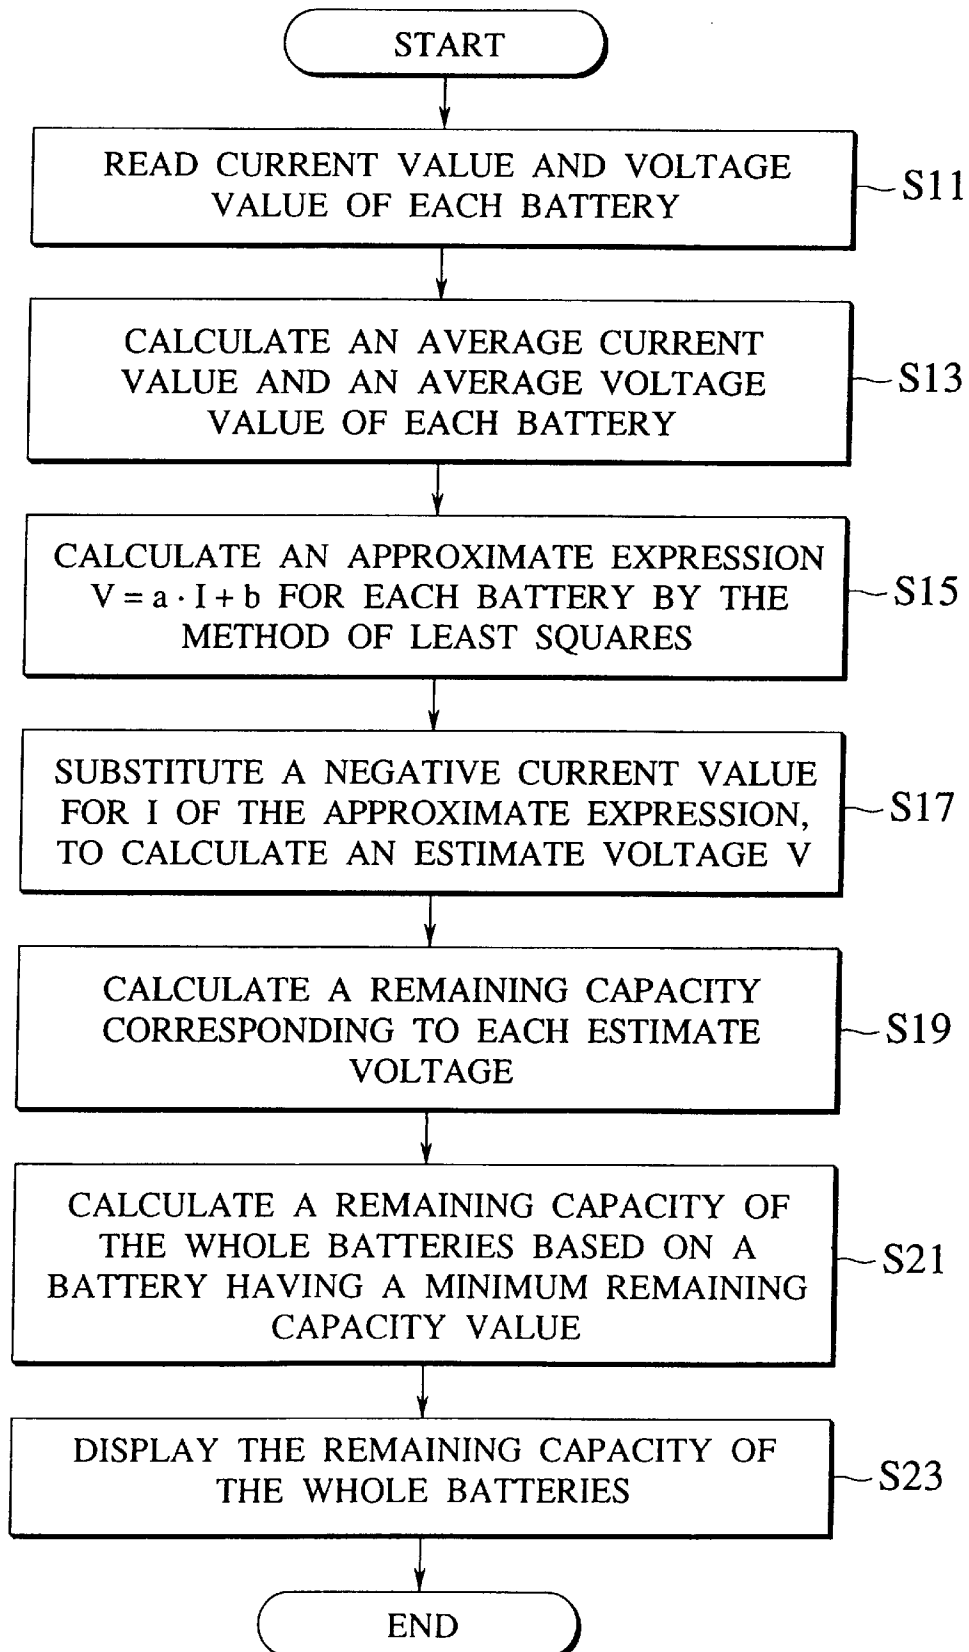 START
READ CURRENT VALUE AND VOLTAGE
VALUE OF EACH BATTERY
S11
CALCULATE AN AVERAGE CURRENT
VALUE AND AN AVERAGE VOLTAGE
VALUE OF EACH BATTERY
S13
CALCULATE AN APPROXIMATE EXPRESSION
V = a · I + b FOR EACH BATTERY BY THE
METHOD OF LEAST SQUARES
S15
SUBSTITUTE A NEGATIVE CURRENT VALUE
FOR I OF THE APPROXIMATE EXPRESSION,
TO CALCULATE AN ESTIMATE VOLTAGE V
S17
CALCULATE A REMAINING CAPACITY
CORRESPONDING TO EACH ESTIMATE
VOLTAGE
S19
CALCULATE A REMAINING CAPACITY OF
THE WHOLE BATTERIES BASED ON A
BATTERY HAVING A MINIMUM REMAINING
CAPACITY VALUE
S21
DISPLAY THE REMAINING CAPACITY OF
THE WHOLE BATTERIES
S23
END